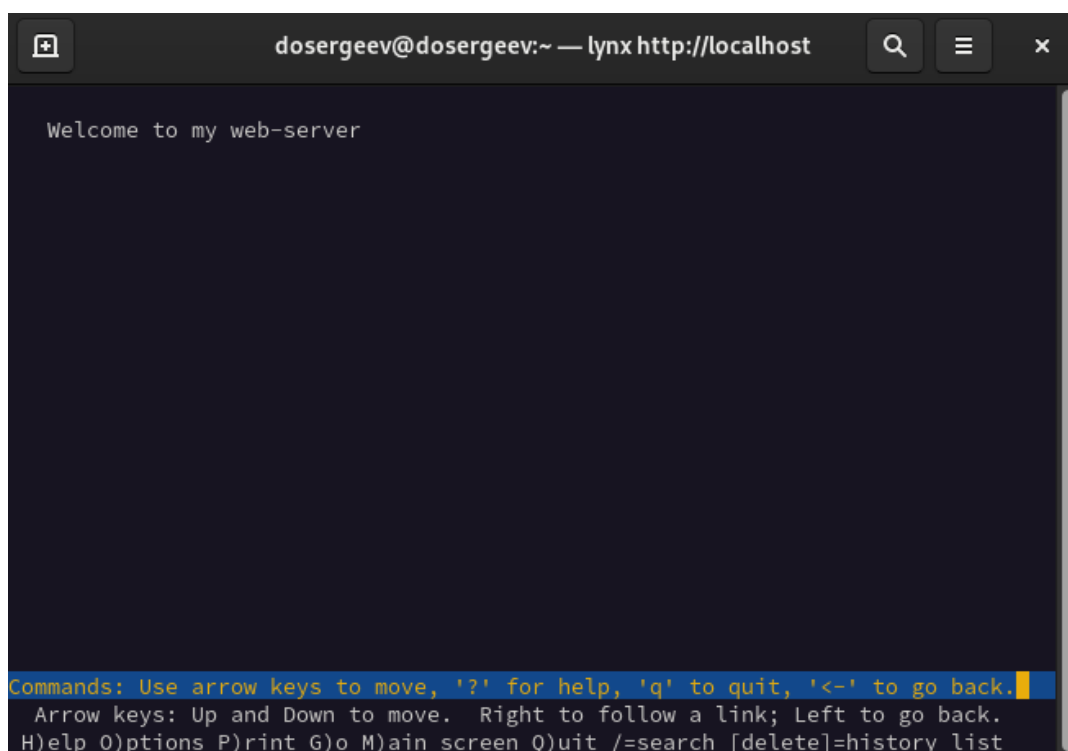 dosergeev@dosergeev:~ — lynx http://localhost
Welcome to my web-server
Commands: Use arrow keys to move, '?' for help, 'q' to quit, '<-' to go back.
Arrow keys: Up and Down to move.  Right to follow a link; Left to go back.
H)elp O)ptions P)rint G)o M)ain screen Q)uit /=search [delete]=history list